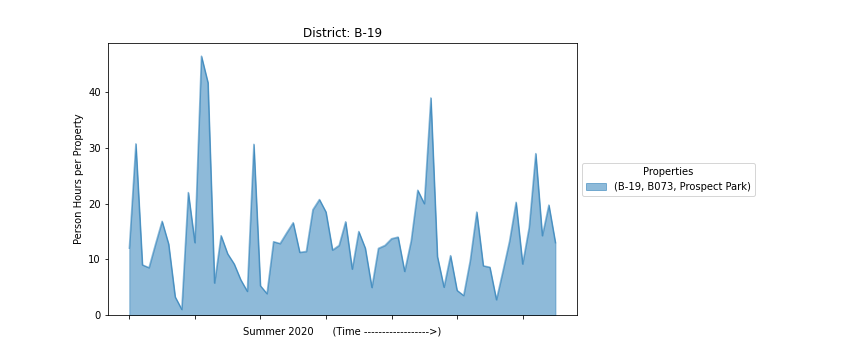 District: B-19
Person Hours per Property
40
30
20
10
0
Summer 2020 (Time ------------------>)
Properties
(B-19, B073, Prospect Park)